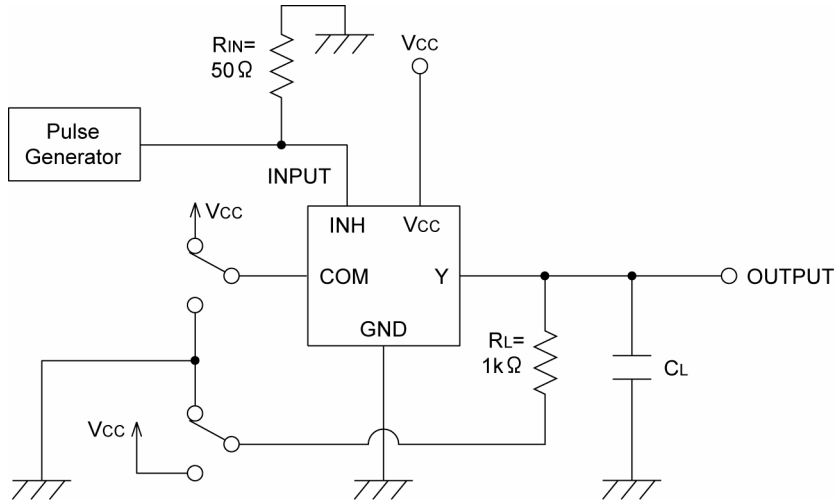 RIN=
50Ω
VCC
Pulse
Generator
INPUT
VCC
INH
VCC
COM
Y
OUTPUT
GND
RL=
1kΩ
CL
VCC